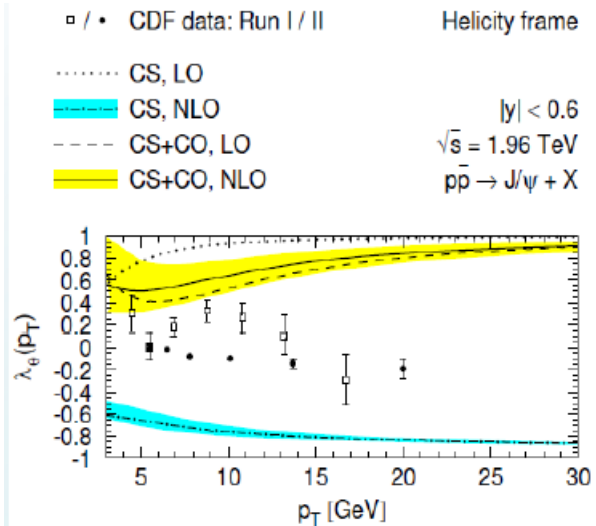 ▫ / • CDF data: Run I / II Helicity frame
CS, LO
CS, NLO |y| < 0.6
CS+CO, LO √s = 1.96 TeV
CS+CO, NLO pp̄ → J/ψ + X
1
0.8
0.6
0.4
0.2
0
-0.2
-0.4
-0.6
-0.8
-1
λθ(pT)
5 10 15 20 25 30
pT [GeV]